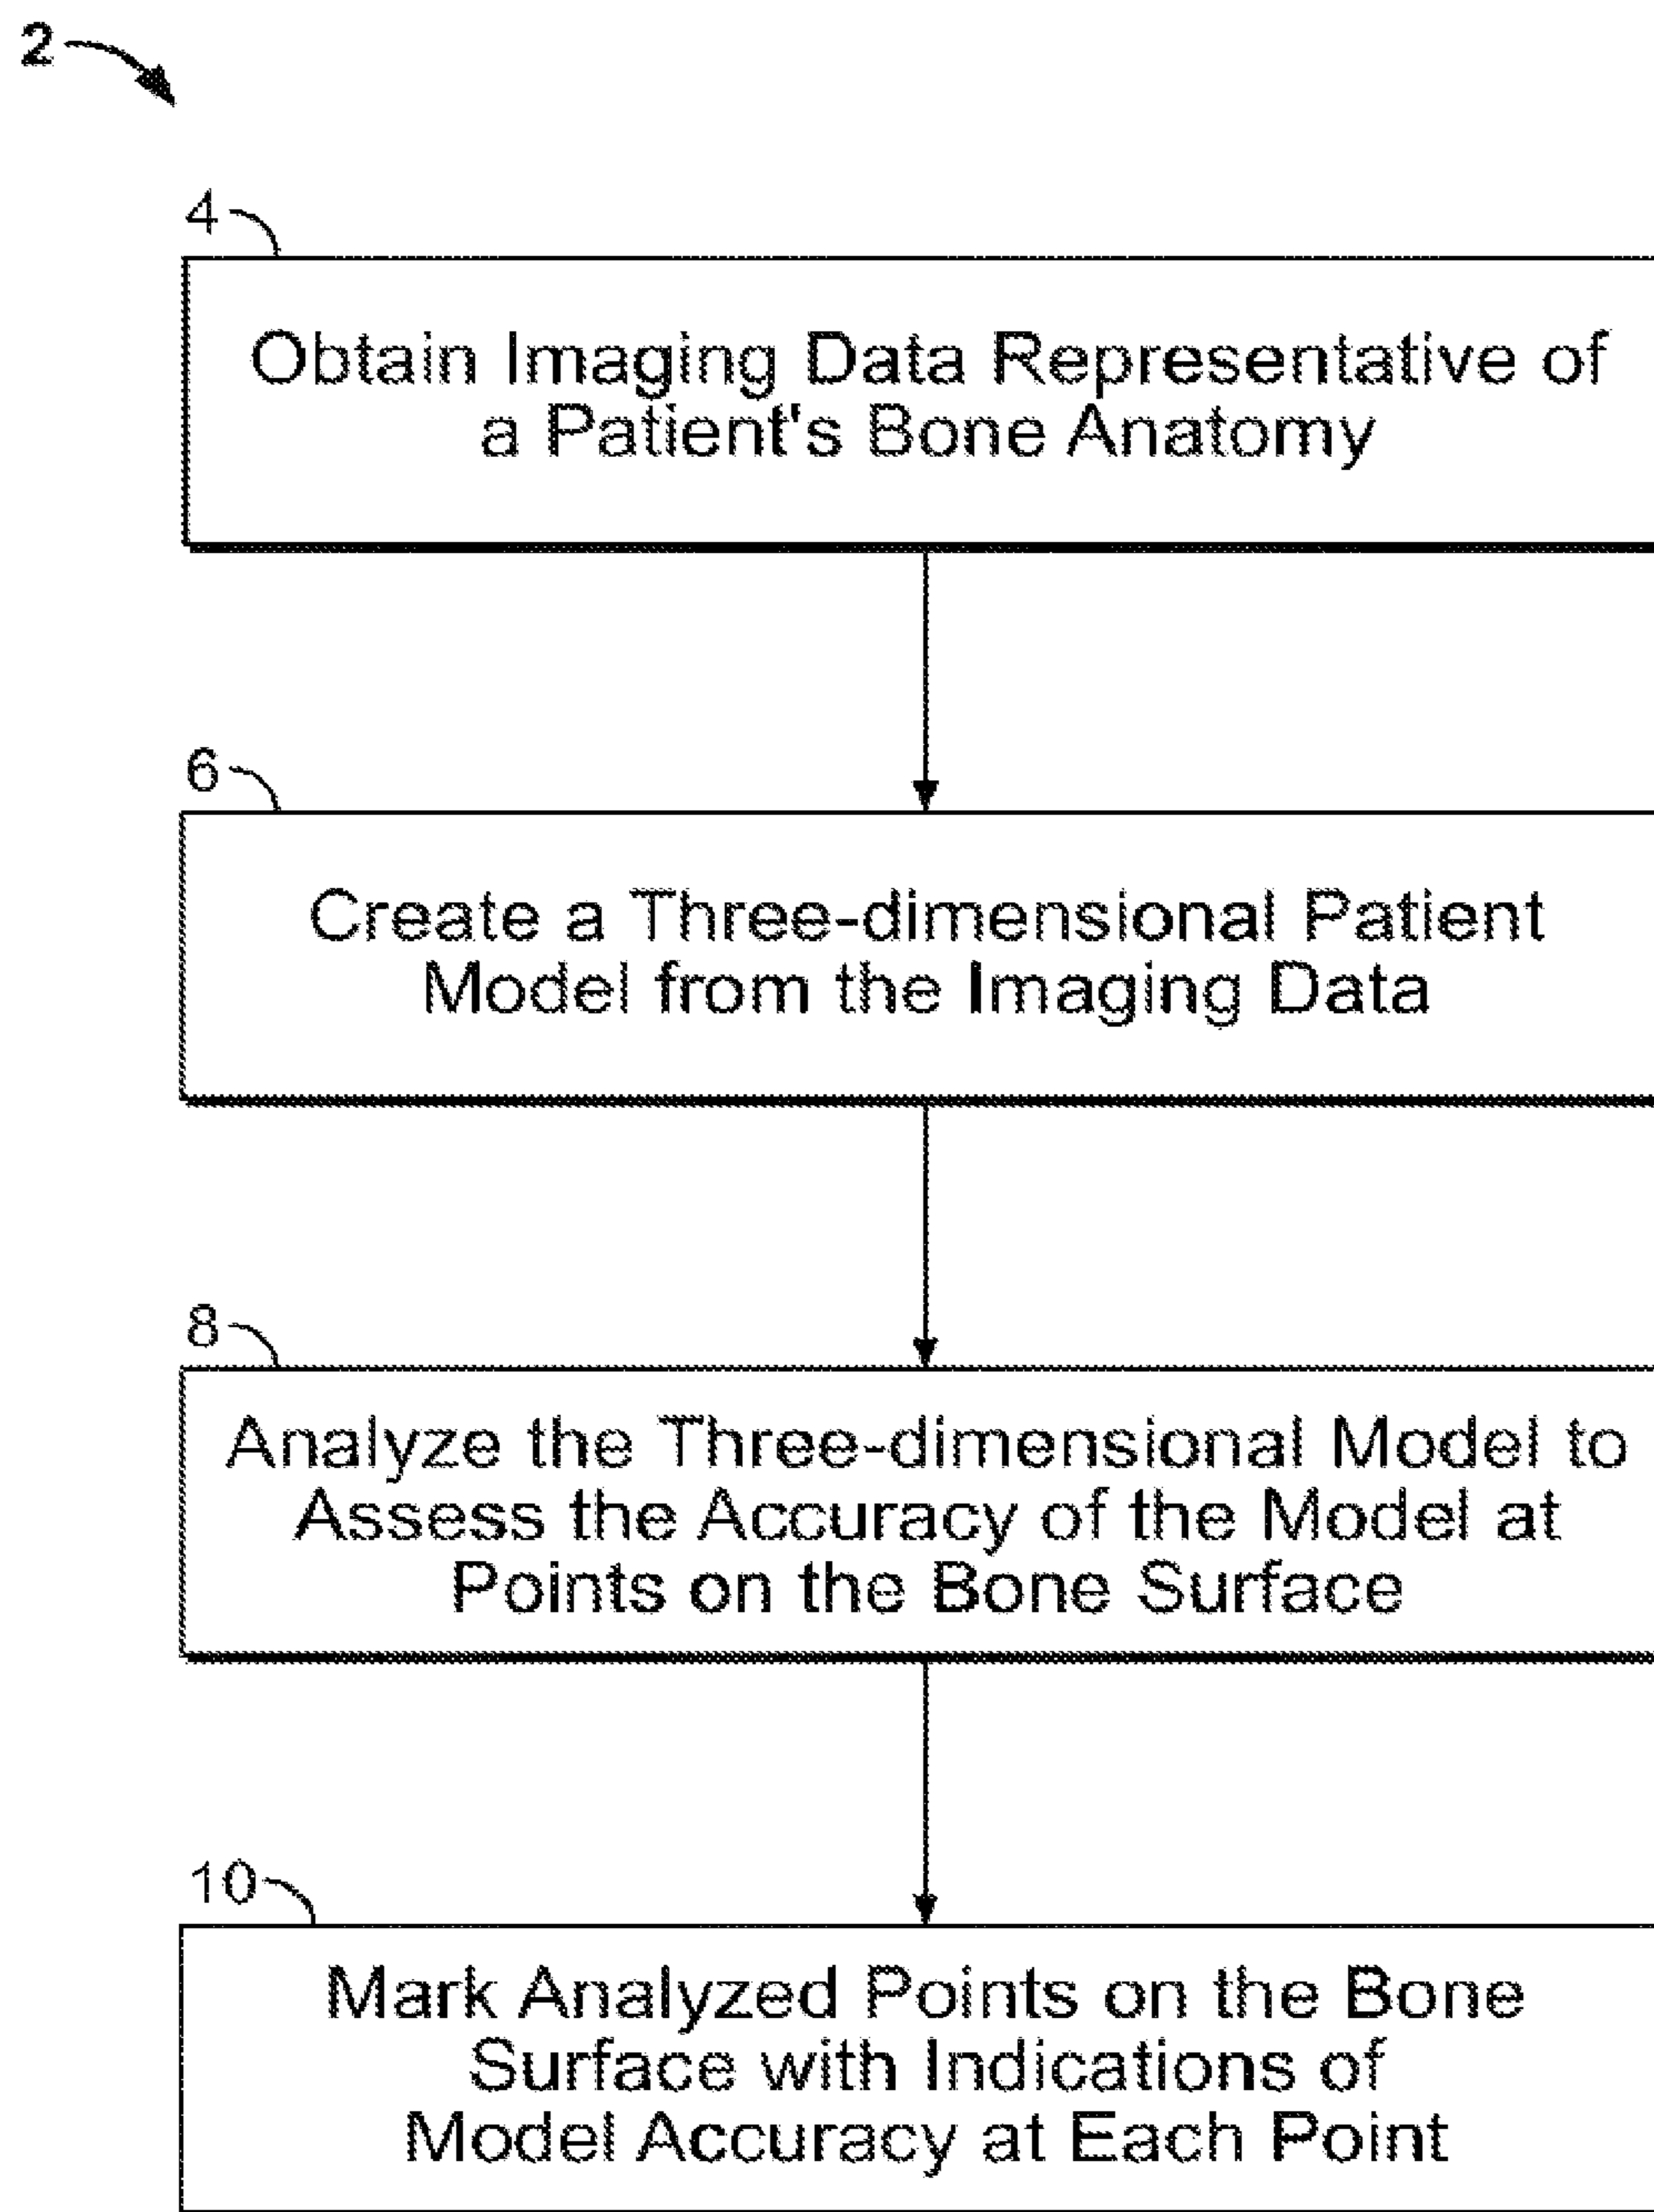 2
4
Obtain Imaging Data Representative of
a Patient's Bone Anatomy
6
Create a Three-dimensional Patient
Model from the Imaging Data
8
Analyze the Three-dimensional Model to
Assess the Accuracy of the Model at
Points on the Bone Surface
10
Mark Analyzed Points on the Bone
Surface with Indications of
Model Accuracy at Each Point